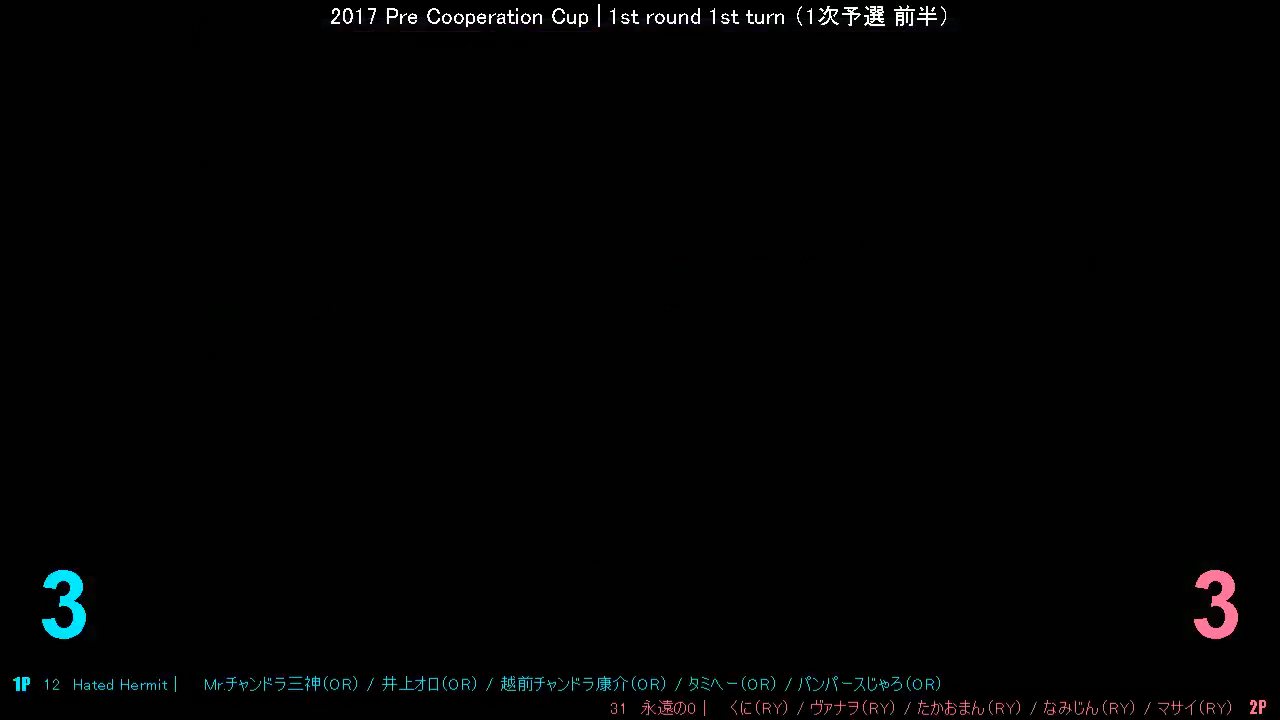 2017 Pre Cooperation Cup | 1st round 1st turn (1次予選 前半)
3
3
1P 12 Hated Hermit | Mr.チャンドラ三神(OR) / 井上オロ(OR) / 越前チャンドラ康介(OR) / タミヘー(OR) / パンパースじゃろ(OR)
31 永遠の0 | くに(RY) / ヴァナヲ(RY) / たかおまん(RY) / なみじん(RY) / マサイ(RY) 2P